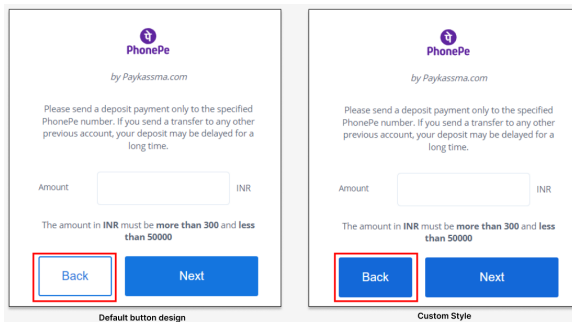 पे
PhonePe
by Paykassma.com
Please send a deposit payment only to the specified
PhonePe number. If you send a transfer to any other
previous account, your deposit may be delayed for a
long time.
Amount
INR
The amount in INR must be more than 300 and less
than 50000
Back
Next
Default button design
पे
PhonePe
by Paykassma.com
Please send a deposit payment only to the specified
PhonePe number. If you send a transfer to any other
previous account, your deposit may be delayed for a
long time.
Amount
INR
The amount in INR must be more than 300 and less
than 50000
Back
Next
Custom Style